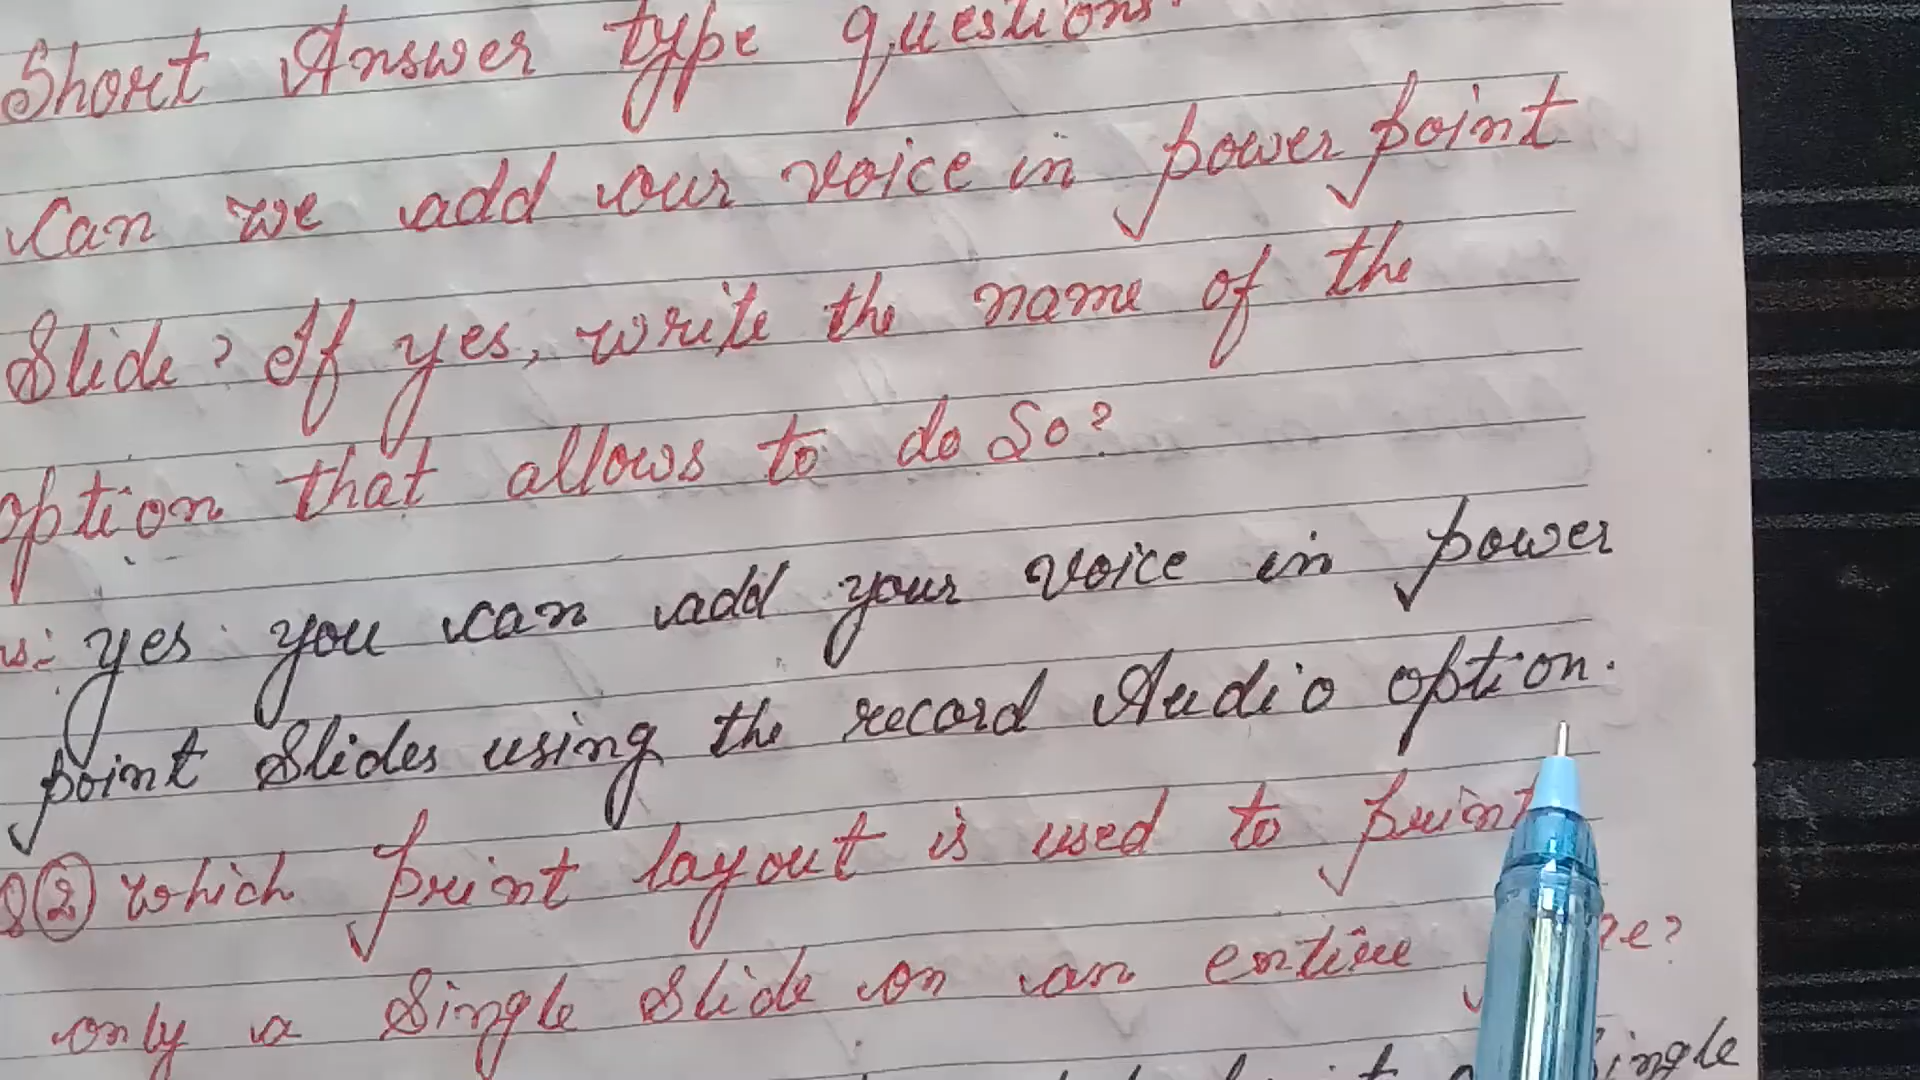 Short Answer type questions.
Can we add our voice in power point
Slide? If yes, write the name of the
option that allows to do So?
yes you can add your voice in power
point Slides using the record Audio option.
Q② which print layout is used to print
only a Single Slide on an entire
Single